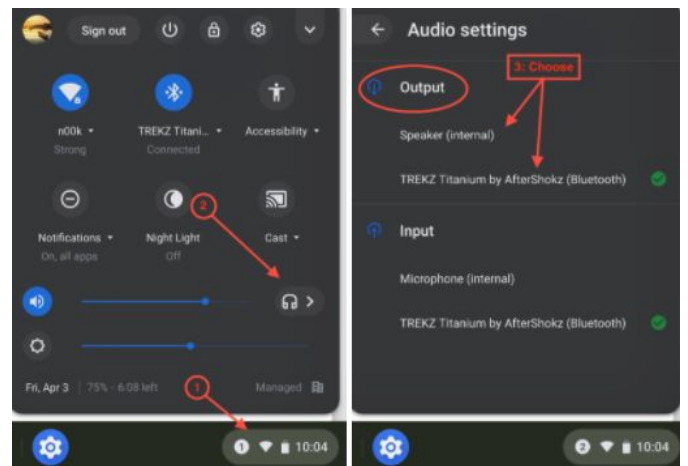 Sign out
n00k
Strong
TREKZ Titani...
Connected
Accessibility
Notifications
On, all apps
Night Light
Off
Cast
2
Fri, Apr 3
75% - 6:08 left
1
Managed
1
10:04
Audio settings
3: Choose
Output
Speaker (internal)
TREKZ Titanium by AfterShokz (Bluetooth)
Input
Microphone (internal)
TREKZ Titanium by AfterShokz (Bluetooth)
2
10:04